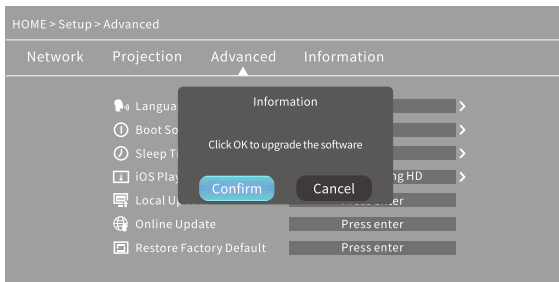 HOME > Setup > Advanced
Network Projection Advanced Information
Information
Langua
Boot So
Click OK to upgrade the software
Sleep Ti
iOS Play ng HD
Confirm Cancel
Local Up
Online Update Press enter
Restore Factory Default Press enter